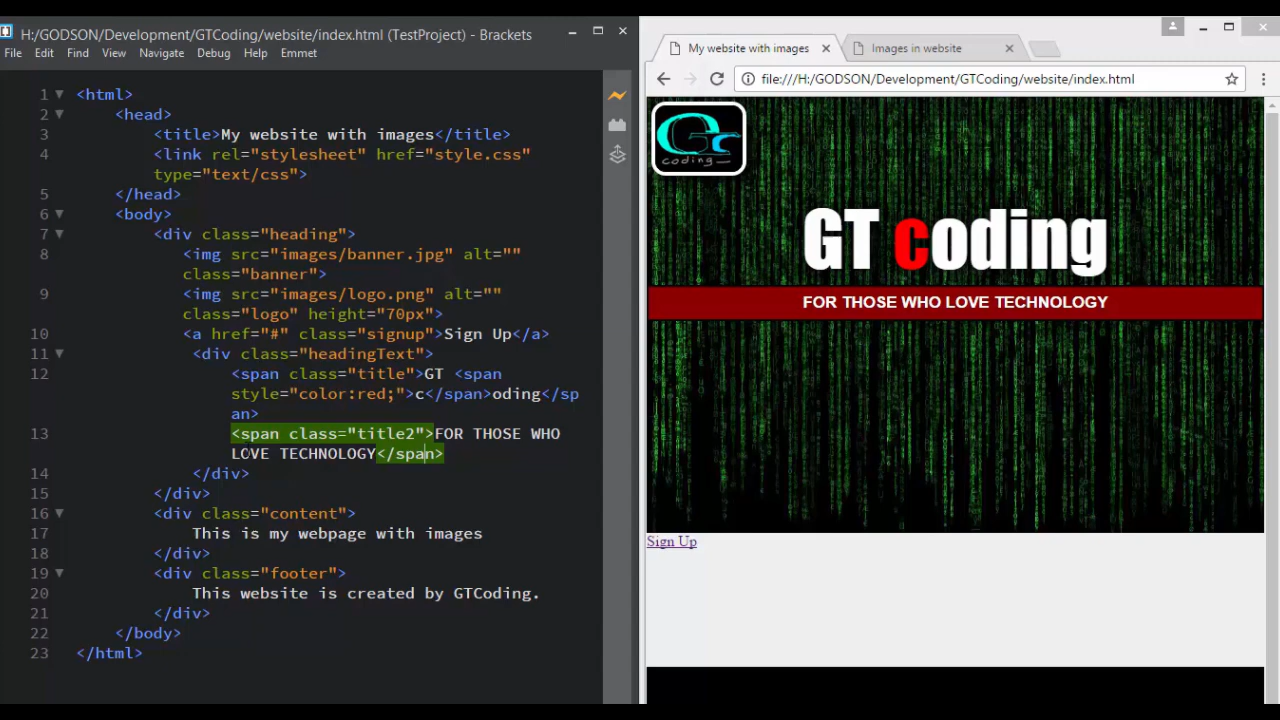 H:/GODSON/Development/GTCoding/website/index.html (TestProject) - Brackets
File Edit Find View Navigate Debug Help Emmet
1 <html>
2 <head>
3 <title>My website with images</title>
4 <link rel="stylesheet" href="style.css"
type="text/css">
5 </head>
6 <body>
7 <div class="heading">
8 <img src="images/banner.jpg" alt=""
class="banner">
9 <img src="images/logo.png" alt=""
class="logo" height="70px">
10 <a href="#" class="signup">Sign Up</a>
11 <div class="headingText">
12 <span class="title">GT <span
style="color:red;">c</span>oding</sp
an>
13 <span class="title2">FOR THOSE WHO
LOVE TECHNOLOGY</span>
14 </div>
15 </div>
16 <div class="content">
17 This is my webpage with images
18 </div>
19 <div class="footer">
20 This website is created by GTCoding.
21 </div>
22 </body>
23 </html>
My website with images
Images in website
file:///H:/GODSON/Development/GTCoding/website/index.html
GTc
coding_
GT coding
FOR THOSE WHO LOVE TECHNOLOGY
Sign Up